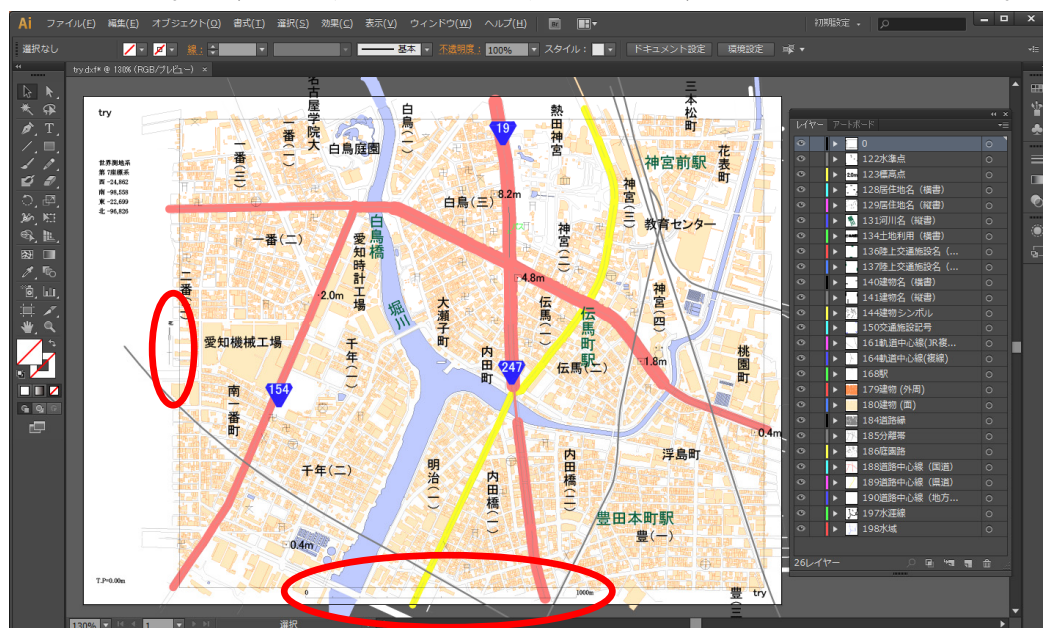 Ai ファイル(F) 編集(E) オブジェクト(O) 書式(T) 選択(S) 効果(C) 表示(V) ウィンドウ(W) ヘルプ(H) Br 初期設定
選択なし 線: 基本 不透明度: 100% スタイル: ドキュメント設定 環境設定
try.dxf* @ 130% (RGB/プレビュー) ×
try
世界測地系
第7座標系
西 -24,862
南 -98,558
東 -22,699
北 -96,826
名古屋学院大
白鳥(一)
白鳥庭園
一番(一)
一番(三)
熱田神宮
三本松町
花表町
神宮前駅
神宮(三)
19
8.2m
白鳥(三)
教育センター
白鳥橋
一番(二)
愛知時計工場
神宮(二)
4.8m
二番(一)
2.0m
堀川
大瀬子町
伝馬(一)
伝馬町駅
神宮(四)
愛知機械工場
千年(一)
内田町
247
伝馬(二)
1.8m
桃園町
154
南一番町
0.4m
千年(二)
明治(一)
内田橋(一)
内田橋(二)
浮島町
豊田本町駅
豊(一)
0.4m
T.P=0.00m
0
1000m
豊(三)
try
レイヤー アートボード
0
122水準点
123標高点
128居住地名(横書)
129居住地名(縦書)
131河川名(縦書)
134土地利用(横書)
136陸上交通施設名(...
137陸上交通施設名(...
140建物名(横書)
141建物名(縦書)
144建物シンボル
150交通施設記号
161軌道中心線(JR複...
164軌道中心線(複線)
168駅
179建物(外周)
180建物(面)
184道路縁
185分離帯
186庭園路
188道路中心線(国道)
189道路中心線(県道)
190道路中心線(地方...
197水涯線
198水域
26レイヤー
130% 1 選択